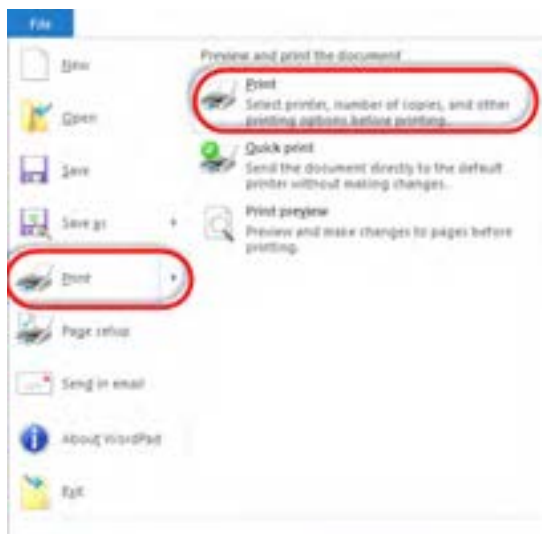 File
New
Open
Save
Save as
Print
Page setup
Send in email
About WordPad
Exit
Preview and print the document
Print
Select printer, number of copies, and other
printing options before printing.
Quick print
Send the document directly to the default
printer without making changes.
Print preview
Preview and make changes to pages before
printing.